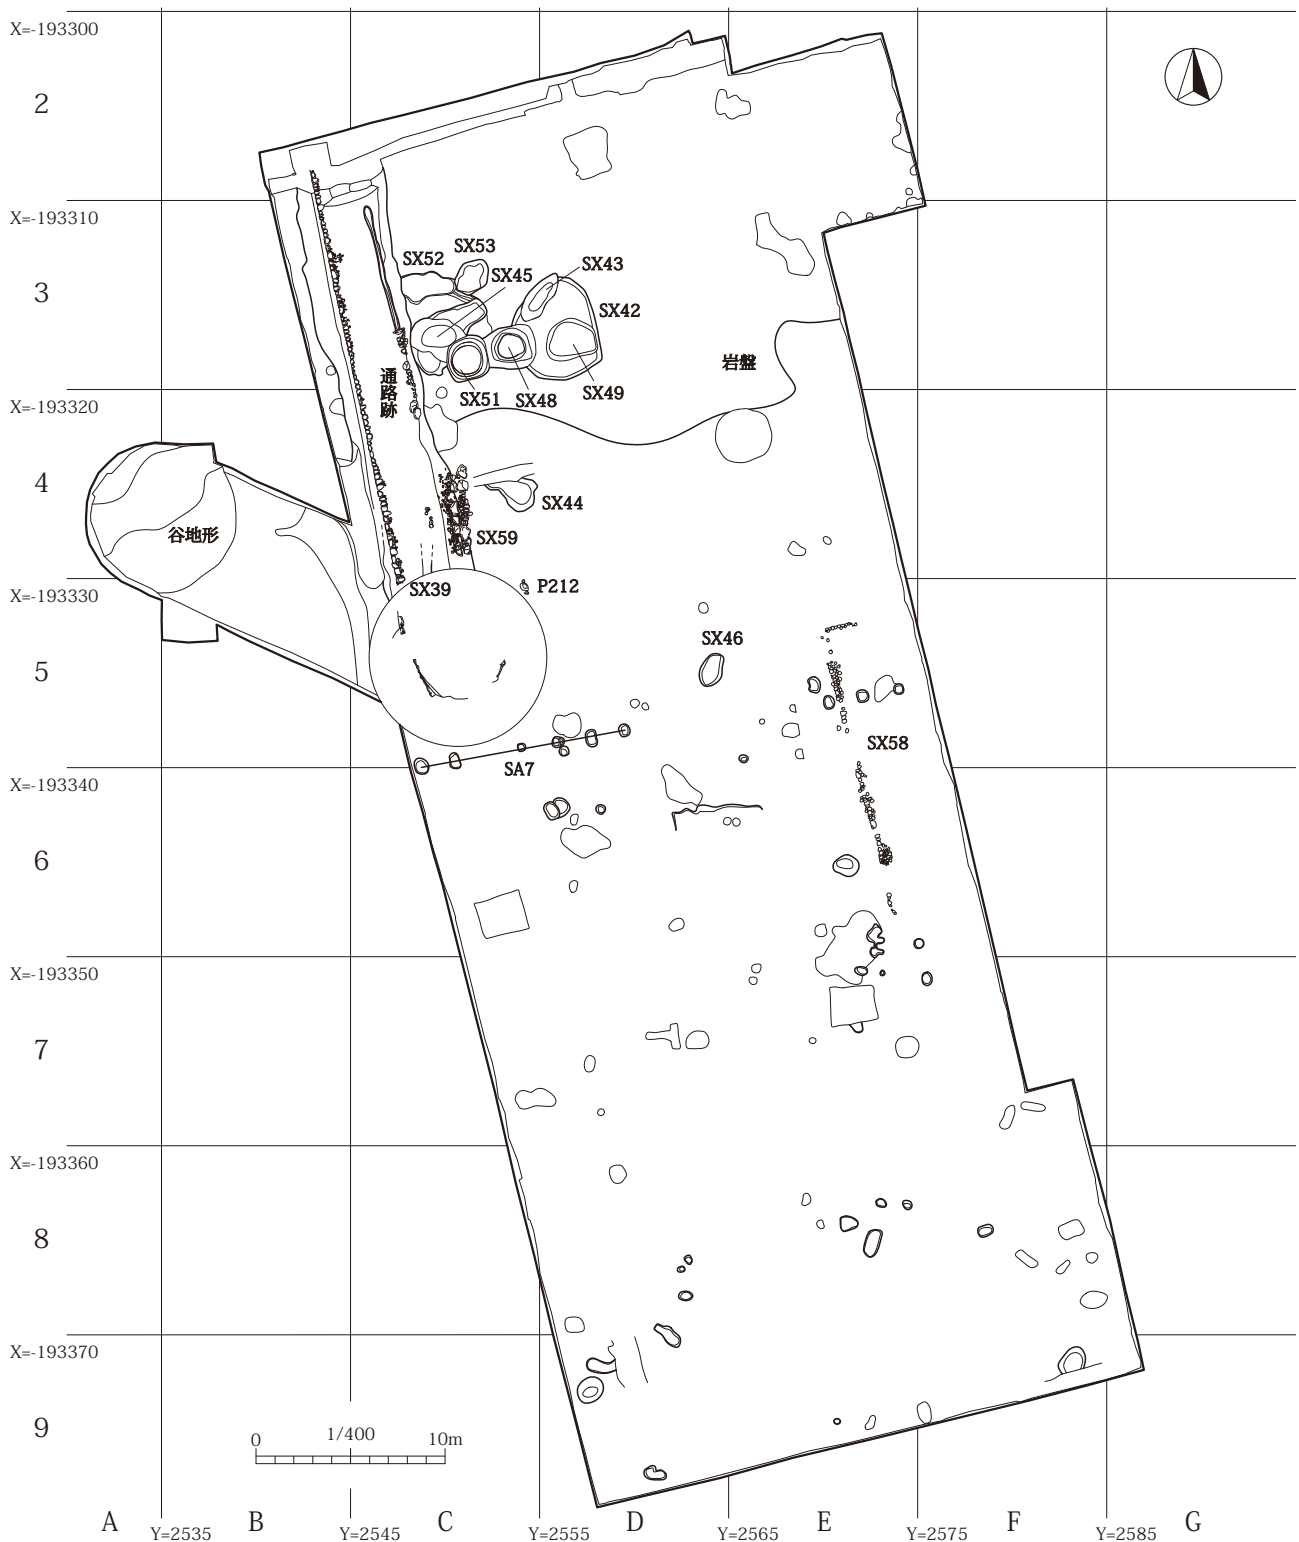 X=-193300
2
X=-193310
SX53
SX52
SX45
SX43
3
SX42
岩盤
通路跡
SX51
SX48
SX49
X=-193320
4
SX44
谷地形
SX59
X=-193330
SX39
P212
SX46
5
SX58
SA7
X=-193340
6
X=-193350
7
X=-193360
8
X=-193370
9
0
1/400
10m
A
Y=2535
B
Y=2545
C
Y=2555
D
Y=2565
E
Y=2575
F
Y=2585
G